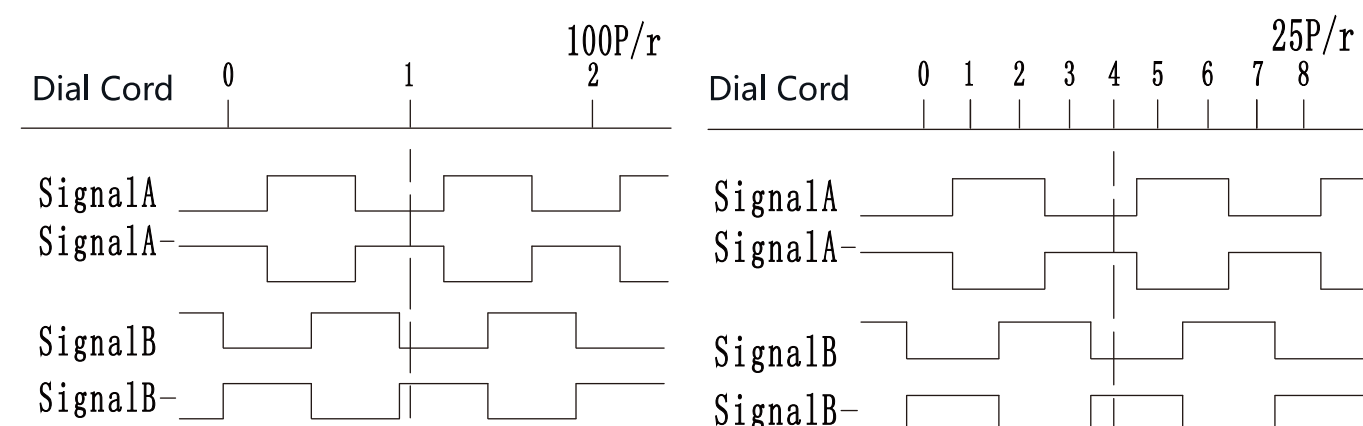 100P/r
Dial Cord 0 1 2
SignalA
SignalA-
SignalB
SignalB-
25P/r
Dial Cord 0 1 2 3 4 5 6 7 8
SignalA
SignalA-
SignalB
SignalB-